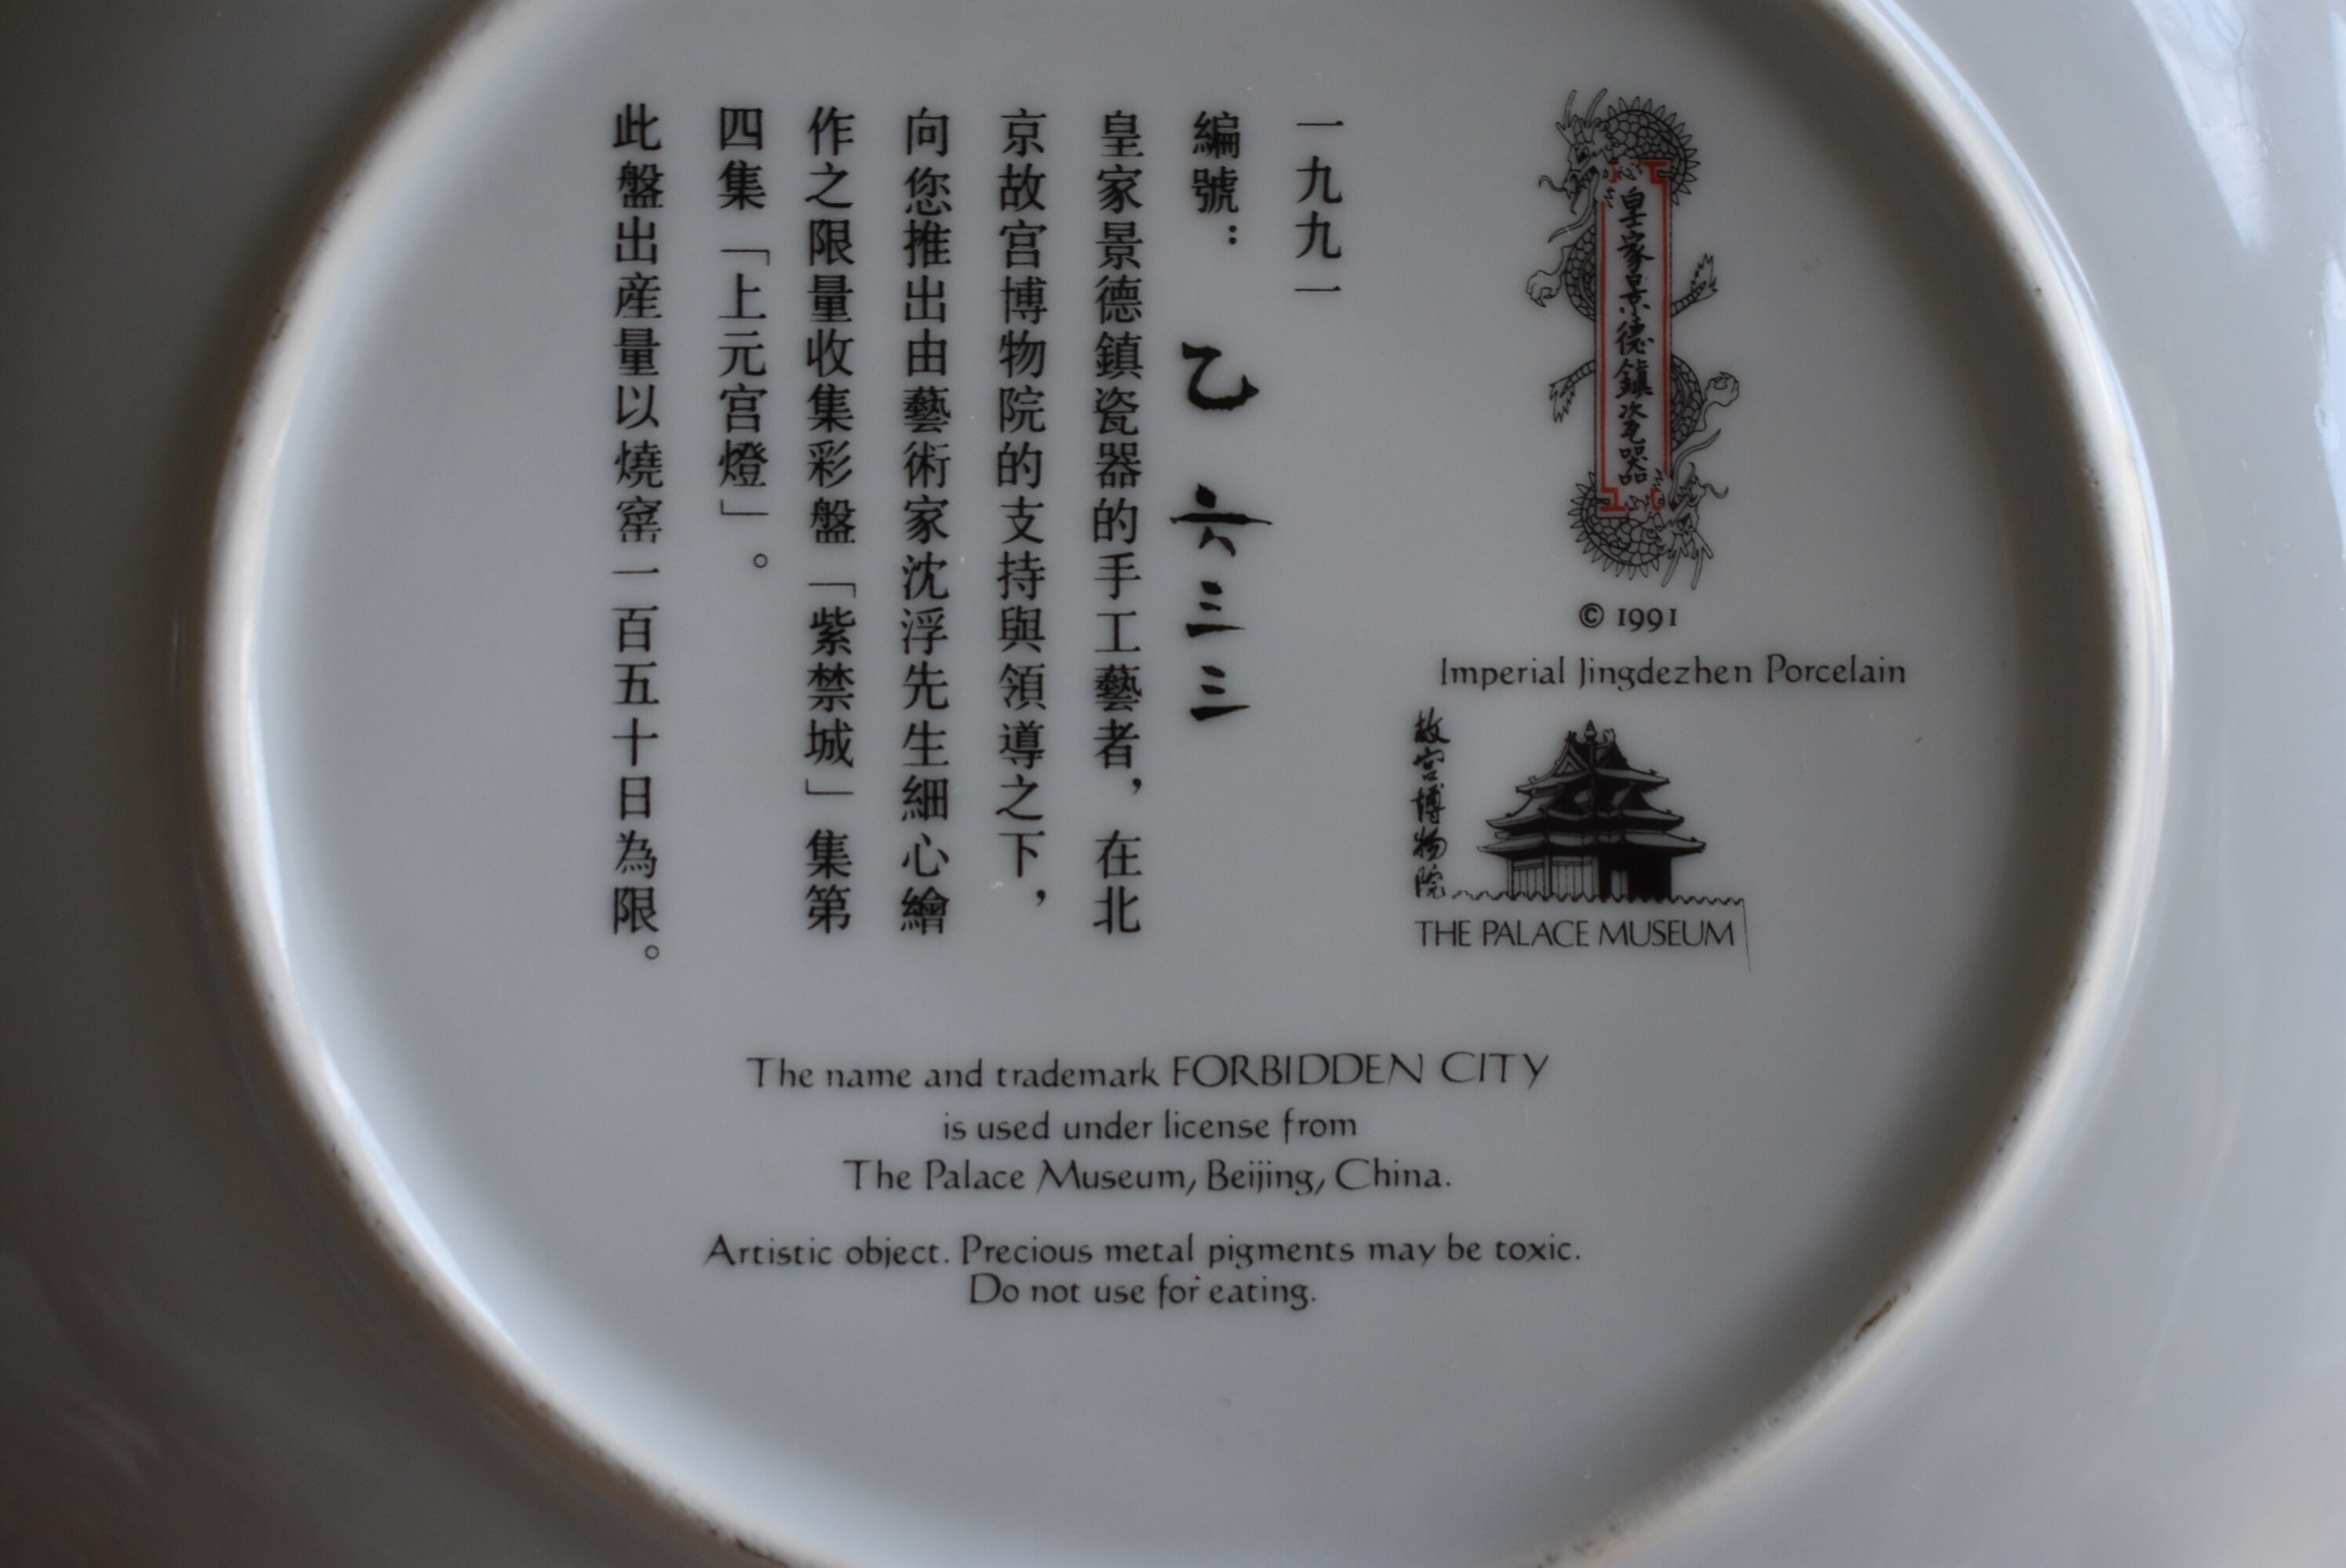 皇家景德鎮瓷器
© 1991
Imperial Jingdezhen Porcelain
故宮博物院
THE PALACE MUSEUM
一九九一
編號：乙六三三
皇家景德鎮瓷器的手工藝者，在北
京故宮博物院的支持與領導之下，
向您推出由藝術家沈浮先生細心繪
作之限量收集彩盤「紫禁城」集第
四集「上元宮燈」。
此盤出產量以燒窰一百五十日為限。
The name and trademark FORBIDDEN CITY
is used under license from
The Palace Museum, Beijing, China.
Artistic object. Precious metal pigments may be toxic.
Do not use for eating.